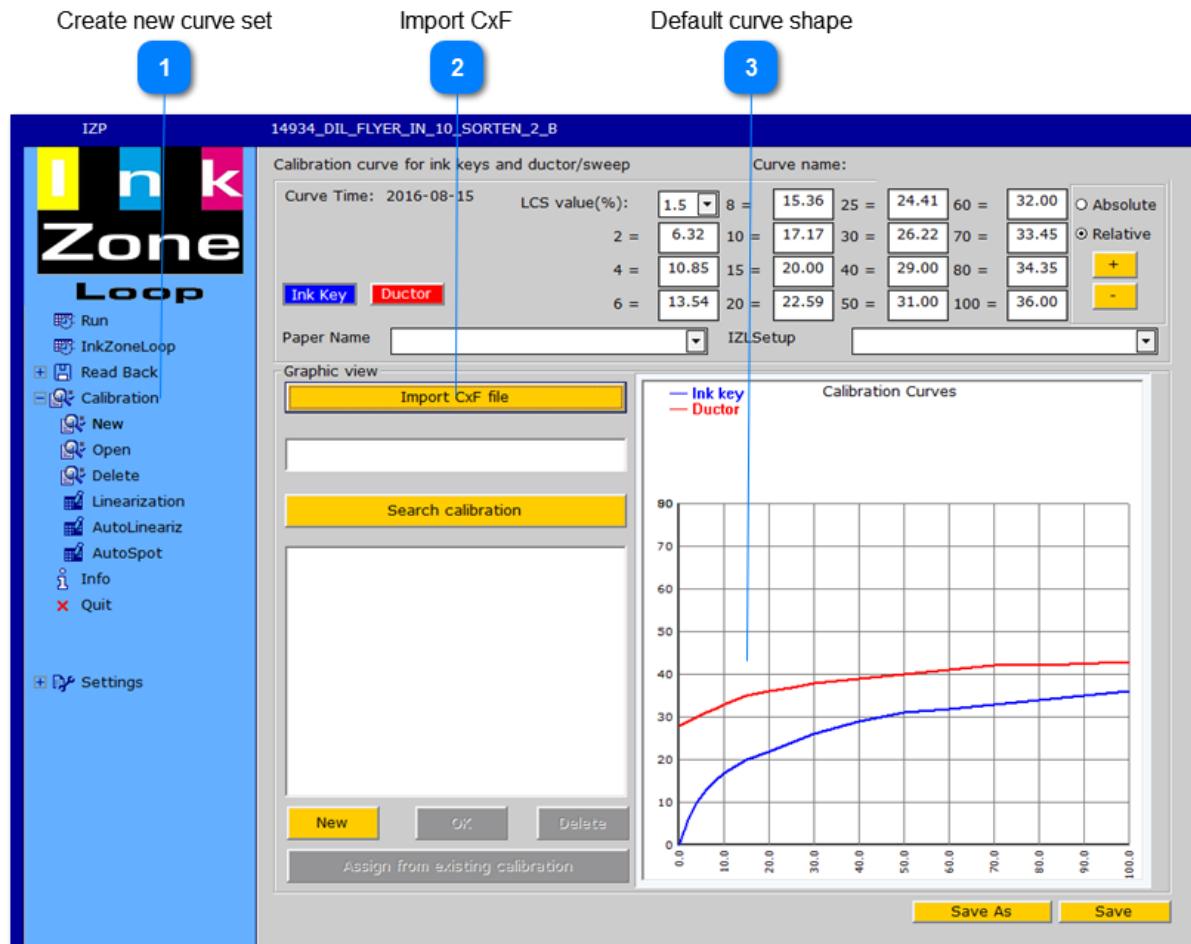 Create new curve set
Import CxF
Default curve shape
1
2
3
IZP
14934_DIL_FLYER_IN_10_SORTEN_2_B
Ink
Zone
Loop
Run
InkZoneLoop
Read Back
Calibration
New
Open
Delete
Linearization
AutoLineariz
AutoSpot
Info
Quit
Settings
Calibration curve for ink keys and ductor/sweep
Curve name:
Curve Time: 2016-08-15
LCS value(%):
1.5
8 = 15.36
25 = 24.41
60 = 32.00
Absolute
2 = 6.32
10 = 17.17
30 = 26.22
70 = 33.45
Relative
4 = 10.85
15 = 20.00
40 = 29.00
80 = 34.35
+
Ink Key
Ductor
6 = 13.54
20 = 22.59
50 = 31.00
100 = 36.00
-
Paper Name
IZLSetup
Graphic view
Import CxF file
Search calibration
New
OK
Delete
Assign from existing calibration
Ink key
Ductor
Calibration Curves
80
70
60
50
40
30
20
10
0
0.0
10.0
20.0
30.0
40.0
50.0
60.0
70.0
80.0
90.0
100.0
Save As
Save